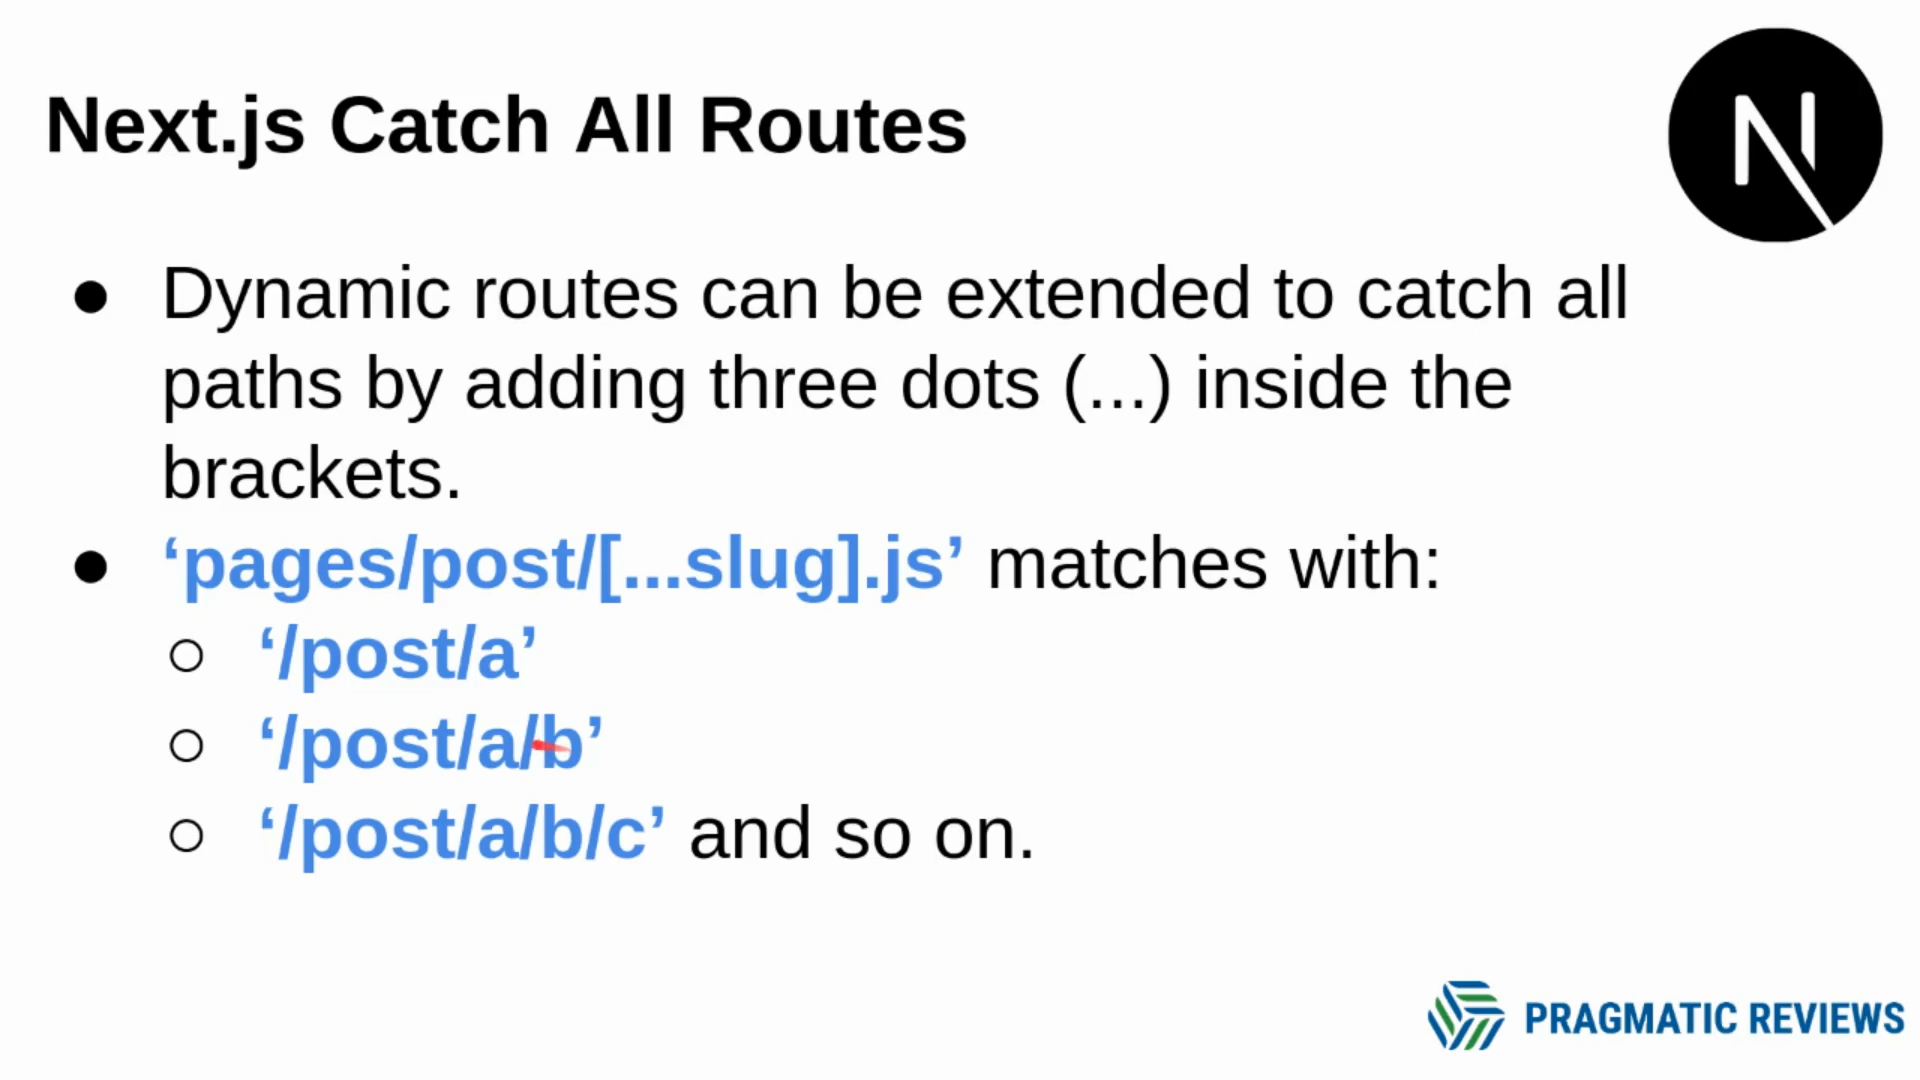 Next.js Catch All Routes
● Dynamic routes can be extended to catch all
paths by adding three dots (...) inside the
brackets.
● ‘pages/post/[...slug].js’ matches with:
○ ‘/post/a’
○ ‘/post/a/b’
○ ‘/post/a/b/c’ and so on.
PRAGMATIC REVIEWS